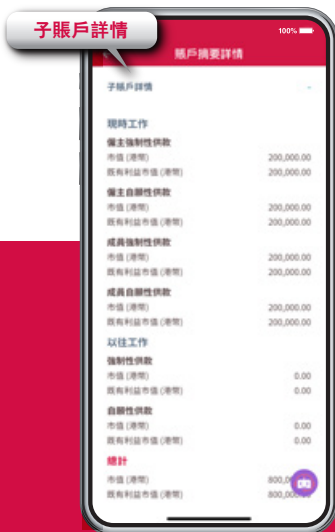 子賬戶詳情
100%
賬戶摘要詳情
子賬戶詳情
現時工作
僱主強制性供款
市值 (港幣) 200,000.00
既有利益市值 (港幣) 200,000.00
僱主自願性供款
市值 (港幣) 200,000.00
既有利益市值 (港幣) 200,000.00
成員強制性供款
市值 (港幣) 200,000.00
既有利益市值 (港幣) 200,000.00
成員自願性供款
市值 (港幣) 200,000.00
既有利益市值 (港幣) 200,000.00
以往工作
強制性供款
市值 (港幣) 0.00
既有利益市值 (港幣) 0.00
自願性供款
市值 (港幣) 0.00
既有利益市值 (港幣) 0.00
總計
市值 (港幣)
既有利益市值 (港幣)